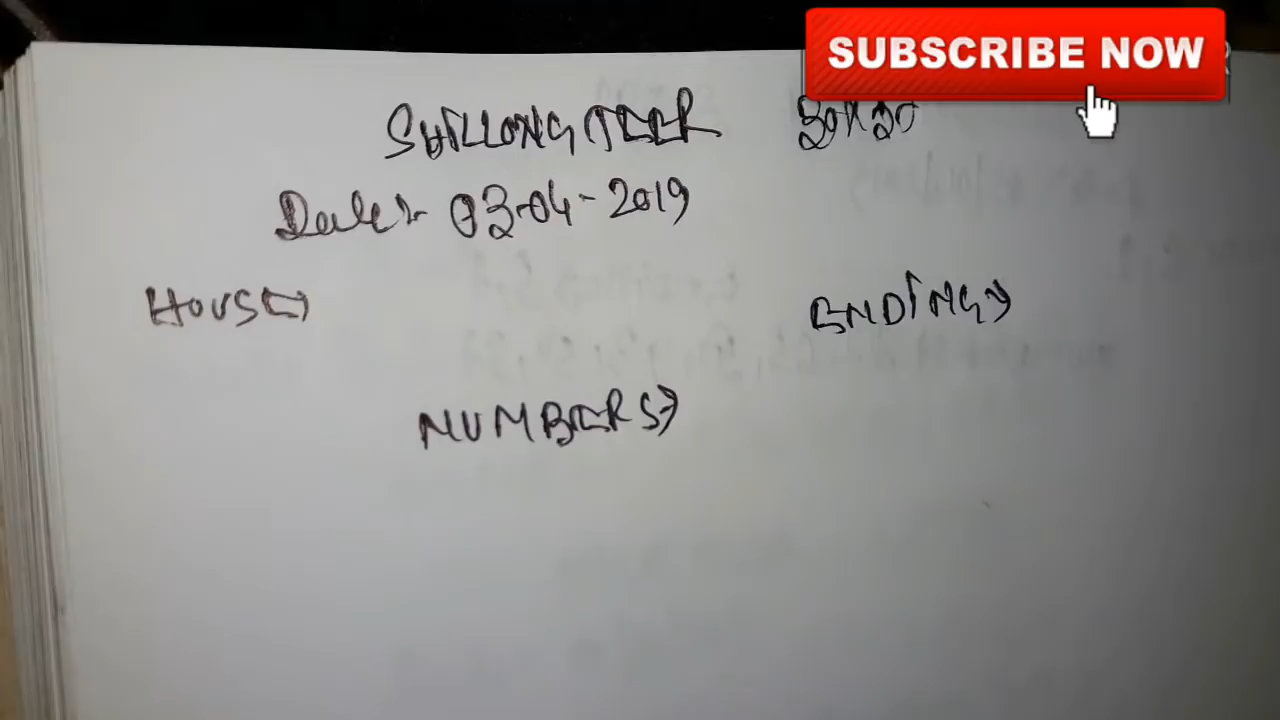 SUBSCRIBE NOW
SHILLONG TEER
Date:- 03-04-2019
HOUSE→ ENDING→
NUMBERS→